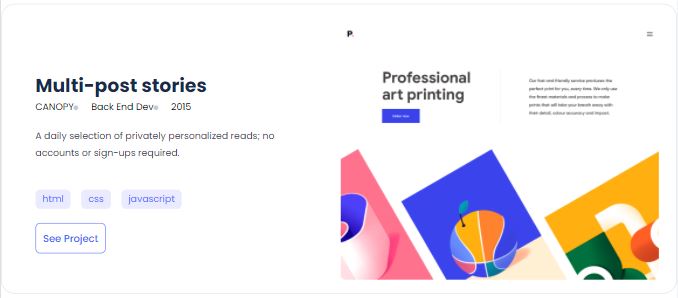 Multi-post stories
CANOPY Back End Dev 2015
A daily selection of privately personalized reads; no
accounts or sign-ups required.
html css javascript
See Project
P.
Professional
art printing
Our fast and friendly service produces the
perfect print for you, every time. We only use
the finest materials and process to make
prints that will take your breath away with
their detail, colour accuracy and impact.